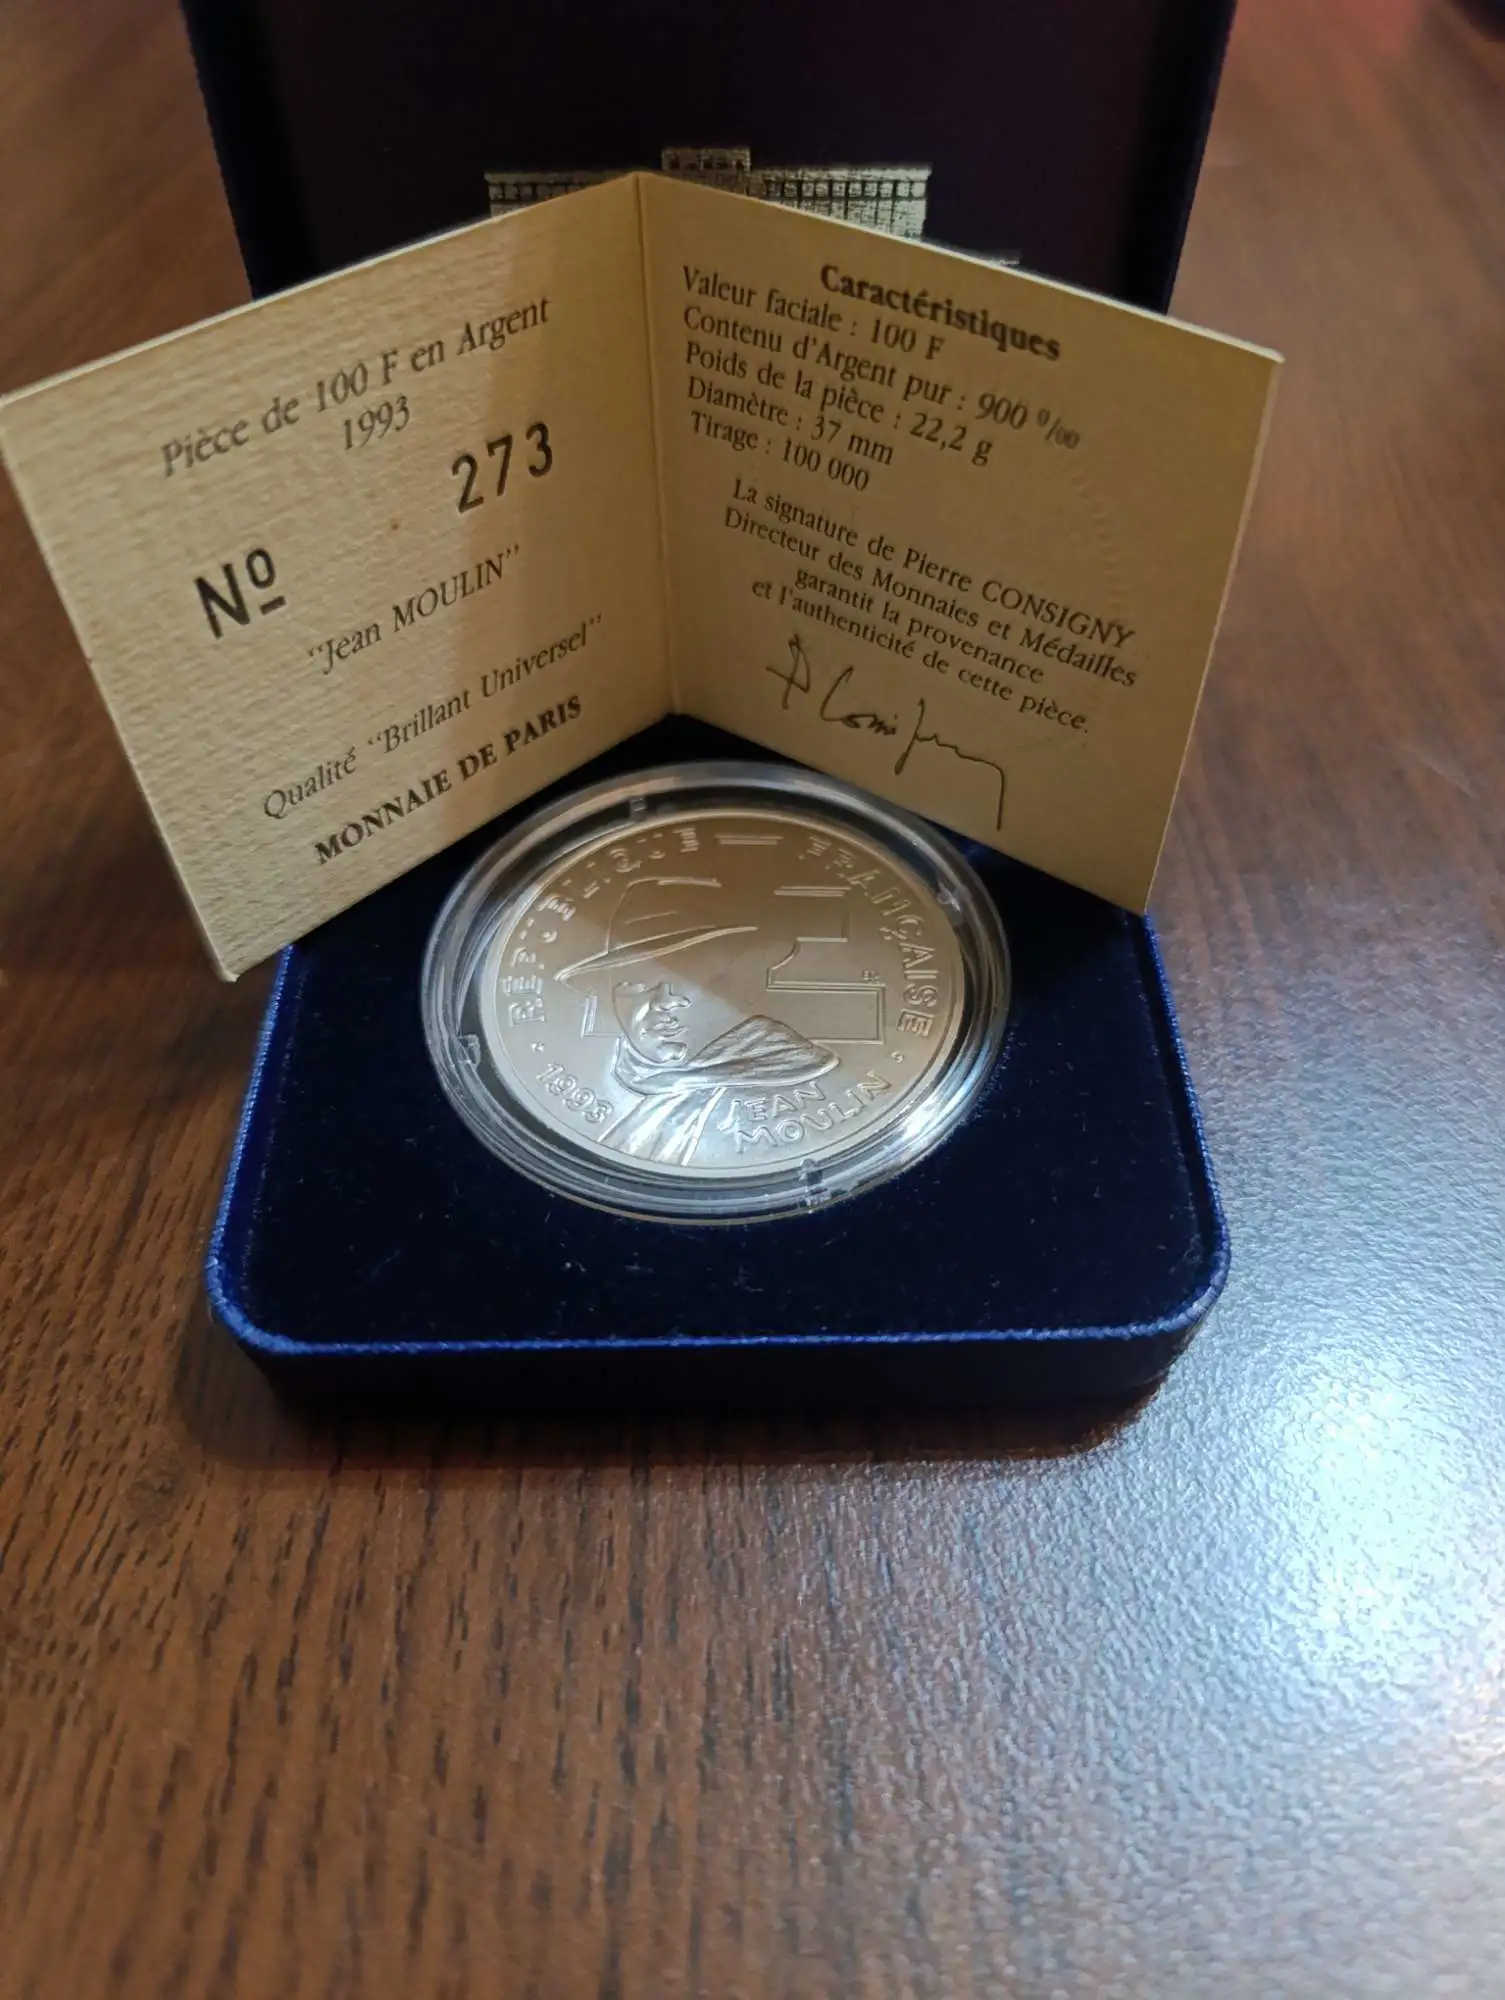 Pièce de 100 F en Argent
1993
Nº 273
"Jean MOULIN"
Qualité "Brillant Universel"
MONNAIE DE PARIS
Caractéristiques
Valeur faciale : 100 F
Contenu d'Argent pur : 900 ⁰/₀₀
Poids de la pièce : 22,2 g
Diamètre : 37 mm
Tirage : 100 000
La signature de Pierre CONSIGNY
Directeur des Monnaies et Médailles
garantit la provenance
et l'authenticité de cette pièce.
RÉPUBLIQUE FRANÇAISE
1993
JEAN
MOULIN